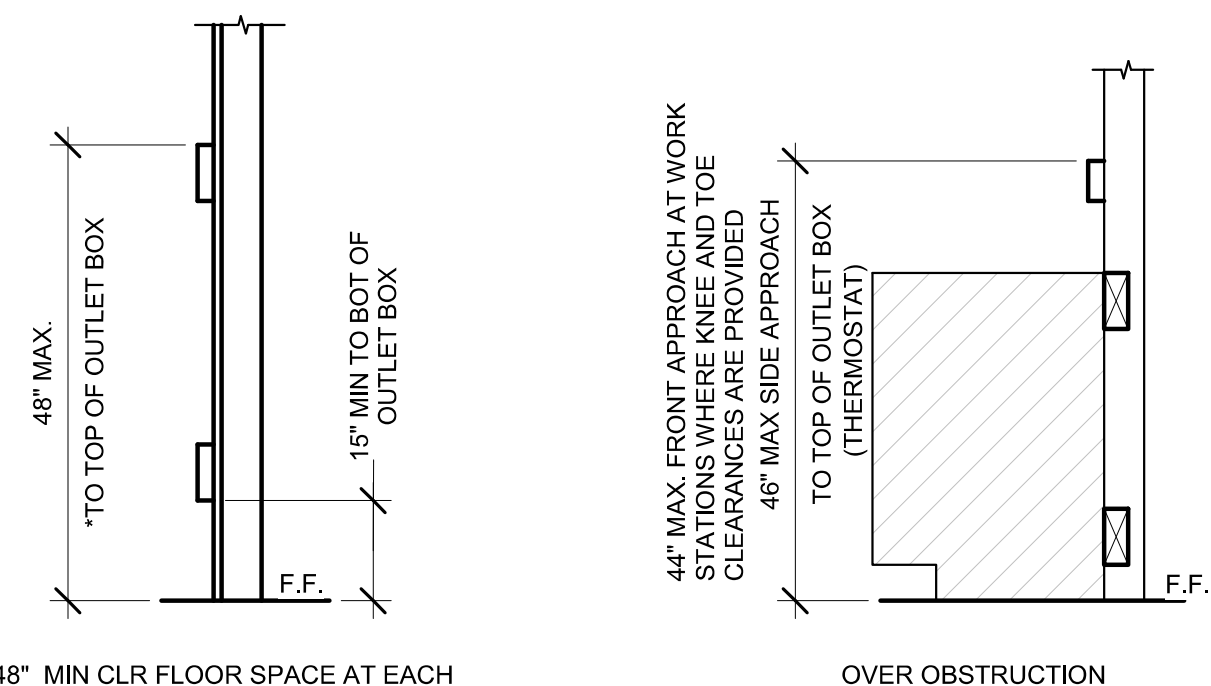 48" MAX.
*TO TOP OF OUTLET BOX
15" MIN TO BOT OF
OUTLET BOX
F.F.
48" MIN CLR FLOOR SPACE AT EACH
44" MAX. FRONT APPROACH AT WORK
STATIONS WHERE KNEE AND TOE
CLEARANCES ARE PROVIDED
46" MAX SIDE APPROACH
TO TOP OF OUTLET BOX
(THERMOSTAT)
F.F.
OVER OBSTRUCTION